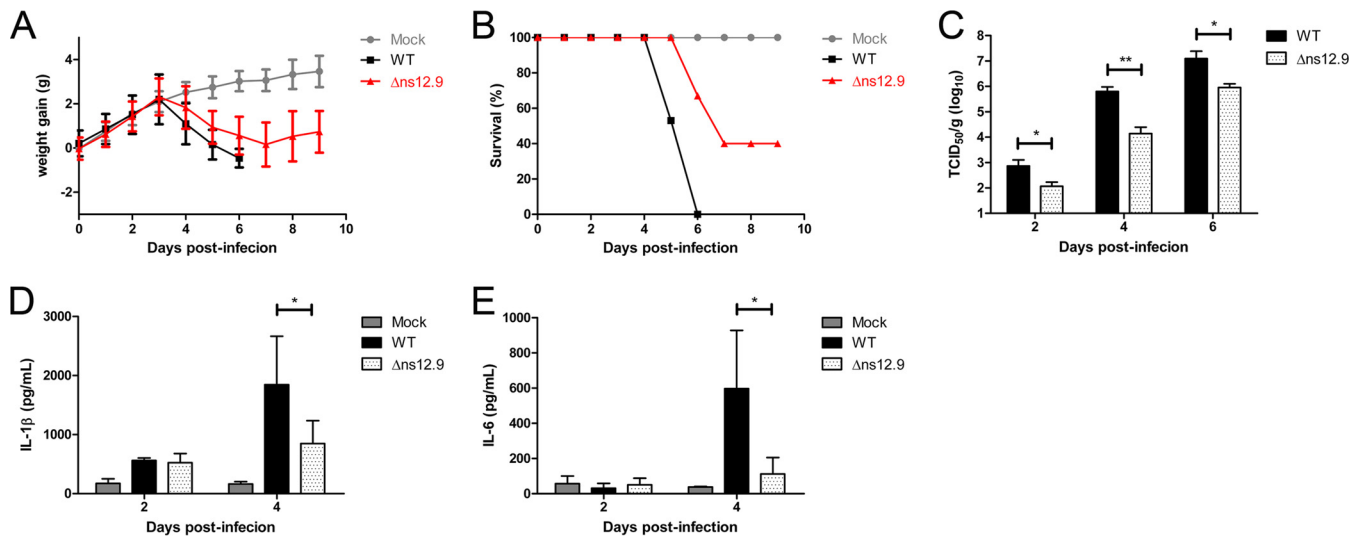 A
weight gain (g)
6
4
2
0
-2
0 2 4 6 8 10
Days post-infecion
Mock
WT
Δns12.9
B
Survival (%)
100
80
60
40
20
0
0 2 4 6 8 10
Days post-infection
Mock
WT
Δns12.9
C
TCID50/g (log10)
8
7
6
5
4
3
2
1
* ** *
2 4 6
Days post-infecion
WT
Δns12.9
D
IL-1β (pg/mL)
3000
2000
1000
0
*
2 4
Days post-infecion
Mock
WT
Δns12.9
E
IL-6 (pg/mL)
1000
800
600
400
200
0
*
2 4
Days post-infection
Mock
WT
Δns12.9